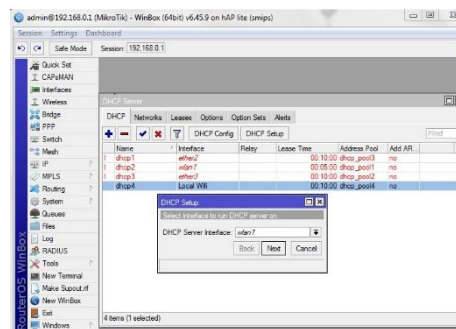 admin@192.168.0.1 (MikroTik) - WinBox (64bit) v6.45.9 on hAP lite (smips)
Session Settings Dashboard
Safe Mode Session: 192.168.0.1
Quick Set
CAPsMAN
Interfaces
Wireless
Bridge
PPP
Switch
Mesh
IP
MPLS
Routing
System
Queues
Files
Log
RADIUS
Tools
New Terminal
Make Supout.rif
New WinBox
Exit
Windows
RouterOS WinBox
DHCP Server
DHCP Networks Leases Options Option Sets Alerts
DHCP Config DHCP Setup Find
Name Interface Relay Lease Time Address Pool Add AR...
I dhcp1 ether2 00:10:00 dhcp_pool3 no
I dhcp2 wlan1 00:05:00 dhcp_pool1 no
I dhcp3 ether3 00:10:00 dhcp_pool2 no
dhcp4 Local Wifi 00:10:00 dhcp_pool4 no
DHCP Setup
Select interface to run DHCP server on
DHCP Server Interface: wlan1
Back Next Cancel
4 items (1 selected)